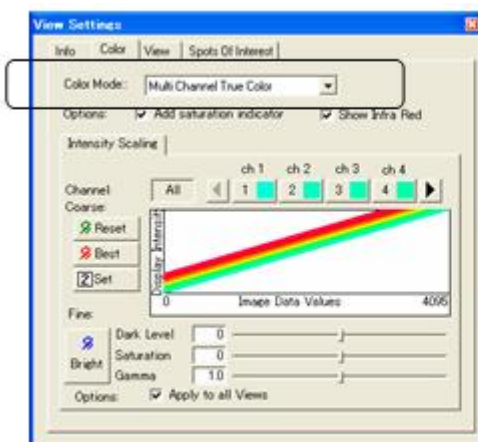 View Settings
Info Color View Spots Of Interest
Color Mode: Multi Channel True Color
Options: Add saturation indicator Show Infra Red
Intensity Scaling
ch 1 ch 2 ch 3 ch 4
Channel: All 1 2 3 4
Coarse:
Reset
Best
Set
Display Intensit
0 Image Data Values 4095
Fine:
Bright
Dark Level 0
Saturation 0
Gamma 1.0
Options: Apply to all Views